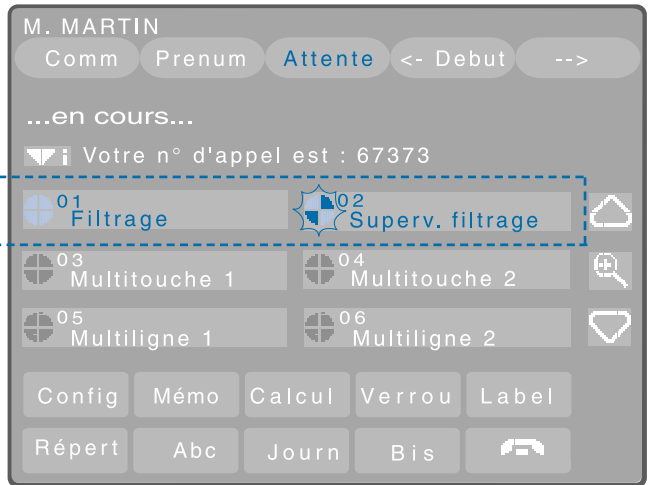 M. MARTIN
Comm Prenum Attente <- Debut -->
...en cours...
i Votre n° d'appel est : 67373
01 Filtrage 02 Superv. filtrage
03 Multitouche 1 04 Multitouche 2
05 Multiligne 1 06 Multiligne 2
Config Mémo Calcul Verrou Label
Répert Abc Journ Bis